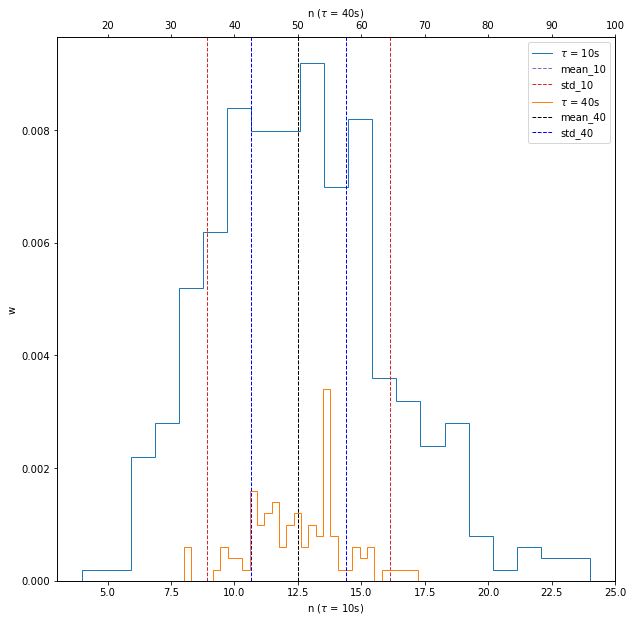 n (τ = 40s)
20 30 40 50 60 70 80 90 100
τ = 10s
mean_10
std_10
τ = 40s
mean_40
std_40
0.008
0.006
w
0.004
0.002
0.000
5.0 7.5 10.0 12.5 15.0 17.5 20.0 22.5 25.0
n (τ = 10s)